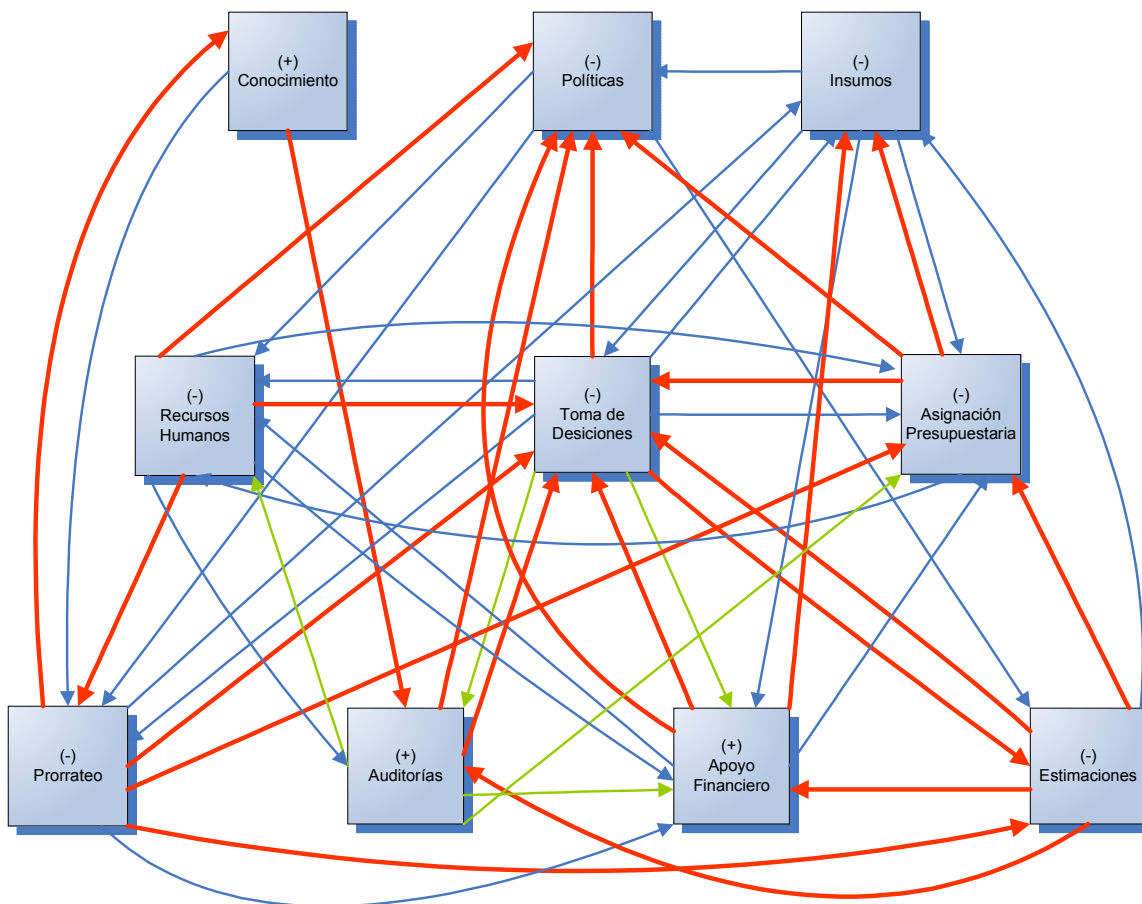 (+)
Conocimiento
(-)
Políticas
(-)
Insumos
(-)
Recursos
Humanos
(-)
Toma de
Desiciones
(-)
Asignación
Presupuestaria
(-)
Prorrateo
(+)
Auditorías
(+)
Apoyo
Financiero
(-)
Estimaciones